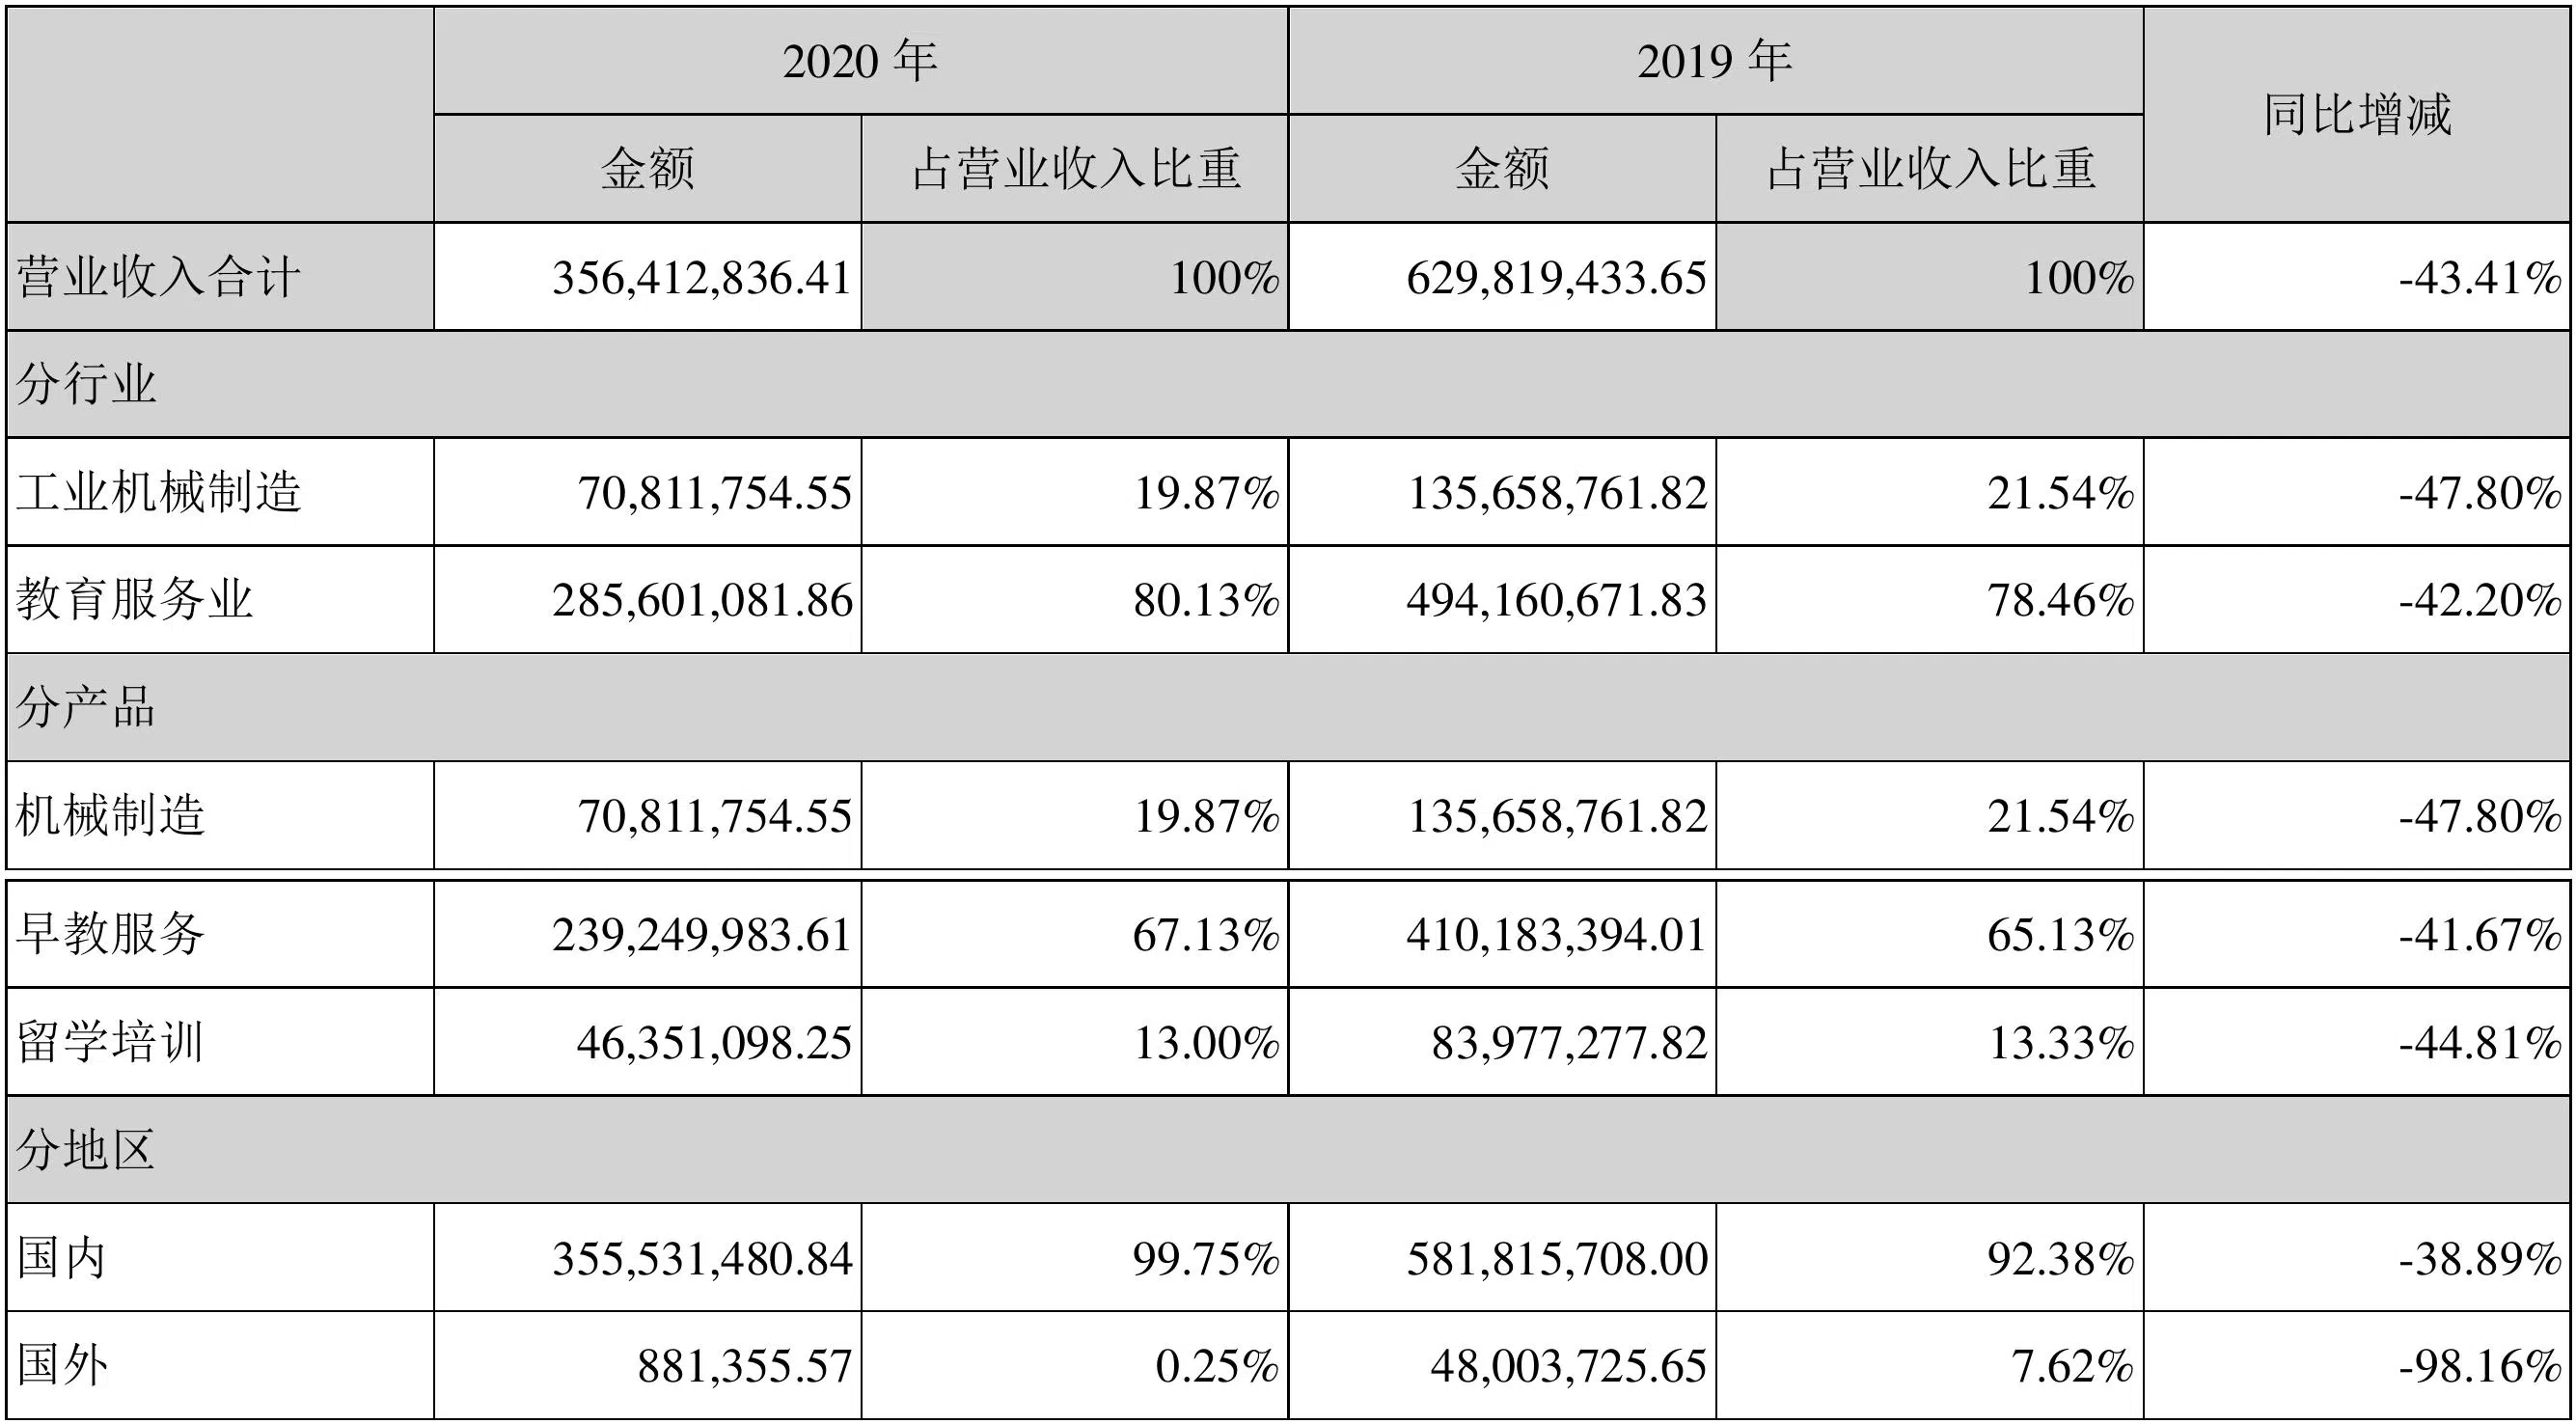 2020 年 2019 年 同比增减
金额 占营业收入比重 金额 占营业收入比重
营业收入合计 356,412,836.41 100% 629,819,433.65 100% -43.41%
分行业
工业机械制造 70,811,754.55 19.87% 135,658,761.82 21.54% -47.80%
教育服务业 285,601,081.86 80.13% 494,160,671.83 78.46% -42.20%
分产品
机械制造 70,811,754.55 19.87% 135,658,761.82 21.54% -47.80%
早教服务 239,249,983.61 67.13% 410,183,394.01 65.13% -41.67%
留学培训 46,351,098.25 13.00% 83,977,277.82 13.33% -44.81%
分地区
国内 355,531,480.84 99.75% 581,815,708.00 92.38% -38.89%
国外 881,355.57 0.25% 48,003,725.65 7.62% -98.16%